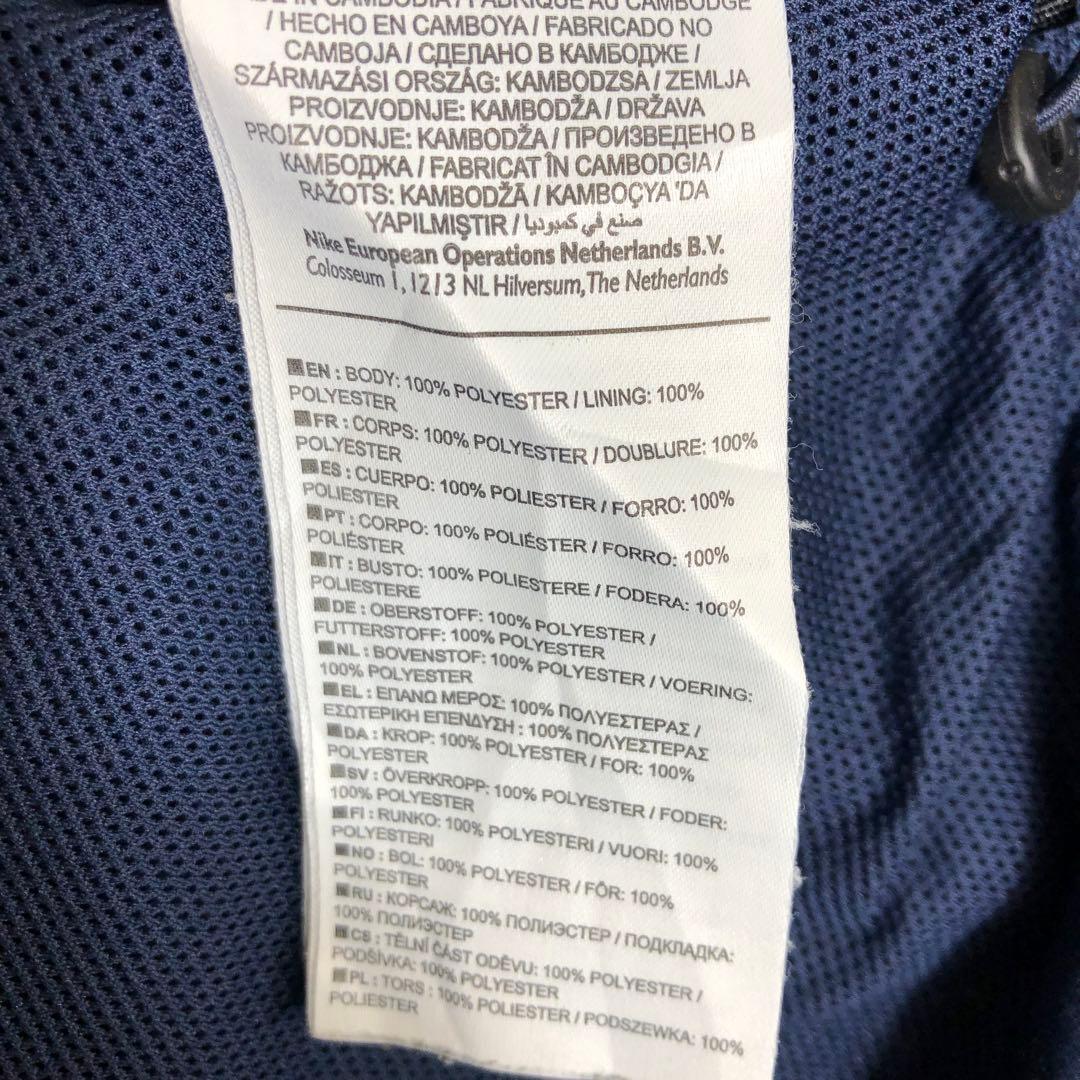 IN CAMBODIA / FABRIQUÉ AU CAMBODGE
/ HECHO EN CAMBOYA / FABRICADO NO
CAMBOJA / СДЕЛАНО В КАМБОДЖЕ /
SZÁRMAZÁSI ORSZÁG: KAMBODZSA / ZEMLJA
PROIZVODNJE: KAMBODŽA / DRŽAVA
PROIZVODNJE: KAMBODŽA / ПРОИЗВЕДЕНО В
КАМБОДЖА / FABRICAT ÎN CAMBODGIA /
RAŽOTS: KAMBODŽĀ / KAMBOÇYA 'DA
YAPILMIŞTIR / صنع في كمبوديا
Nike European Operations Netherlands B.V.
Colosseum 1, 1213 NL Hilversum, The Netherlands
EN : BODY: 100% POLYESTER / LINING: 100%
POLYESTER
FR : CORPS: 100% POLYESTER / DOUBLURE: 100%
POLYESTER
ES : CUERPO: 100% POLIESTER / FORRO: 100%
POLIESTER
PT : CORPO: 100% POLIÉSTER / FORRO: 100%
POLIÉSTER
IT : BUSTO: 100% POLIESTERE / FODERA: 100%
POLIESTERE
DE : OBERSTOFF: 100% POLYESTER /
FUTTERSTOFF: 100% POLYESTER
NL : BOVENSTOF: 100% POLYESTER / VOERING:
100% POLYESTER
EL : ΕΠΑΝΩ ΜΕΡΟΣ: 100% ΠΟΛΥΕΣΤΕΡΑΣ /
ΕΣΩΤΕΡΙΚΗ ΕΠΕΝΔΥΣΗ : 100% ΠΟΛΥΕΣΤΕΡΑΣ
DA : KROP: 100% POLYESTER / FOR: 100%
POLYESTER
SV : ÖVERKROPP: 100% POLYESTER / FODER:
100% POLYESTER
FI : RUNKO: 100% POLYESTERI / VUORI: 100%
POLYESTERI
NO : BOL: 100% POLYESTER / FÔR: 100%
POLYESTER
RU : КОРСАЖ: 100% ПОЛИЭСТЕР / ПОДКЛАДКА:
100% ПОЛИЭСТЕР
CS : TĚLNÍ ČÁST ODĚVU: 100% POLYESTER /
PODŠÍVKA: 100% POLYESTER
PL : TORS : 100% POLIESTER / PODSZEWKA: 100%
POLIESTER